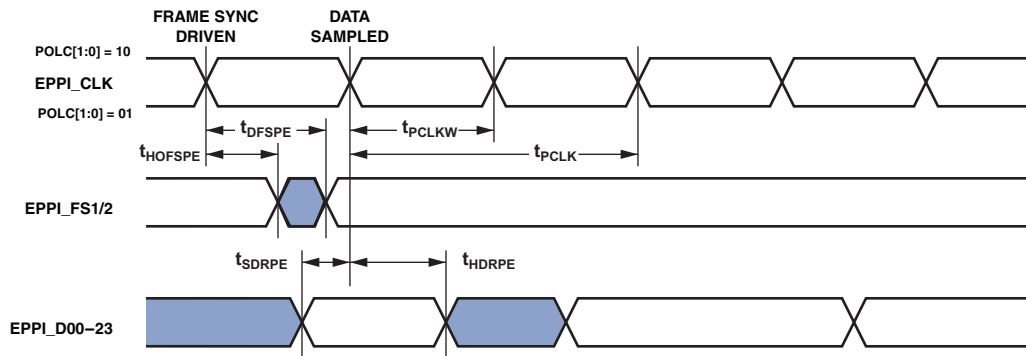 FRAME SYNC
DRIVEN
DATA
SAMPLED
POLC[1:0] = 10
EPPI_CLK
POLC[1:0] = 01
tDFSPE
tPCLKW
tHOFSPE
tPCLK
EPPI_FS1/2
tSDRPE
tHDRPE
EPPI_D00–23